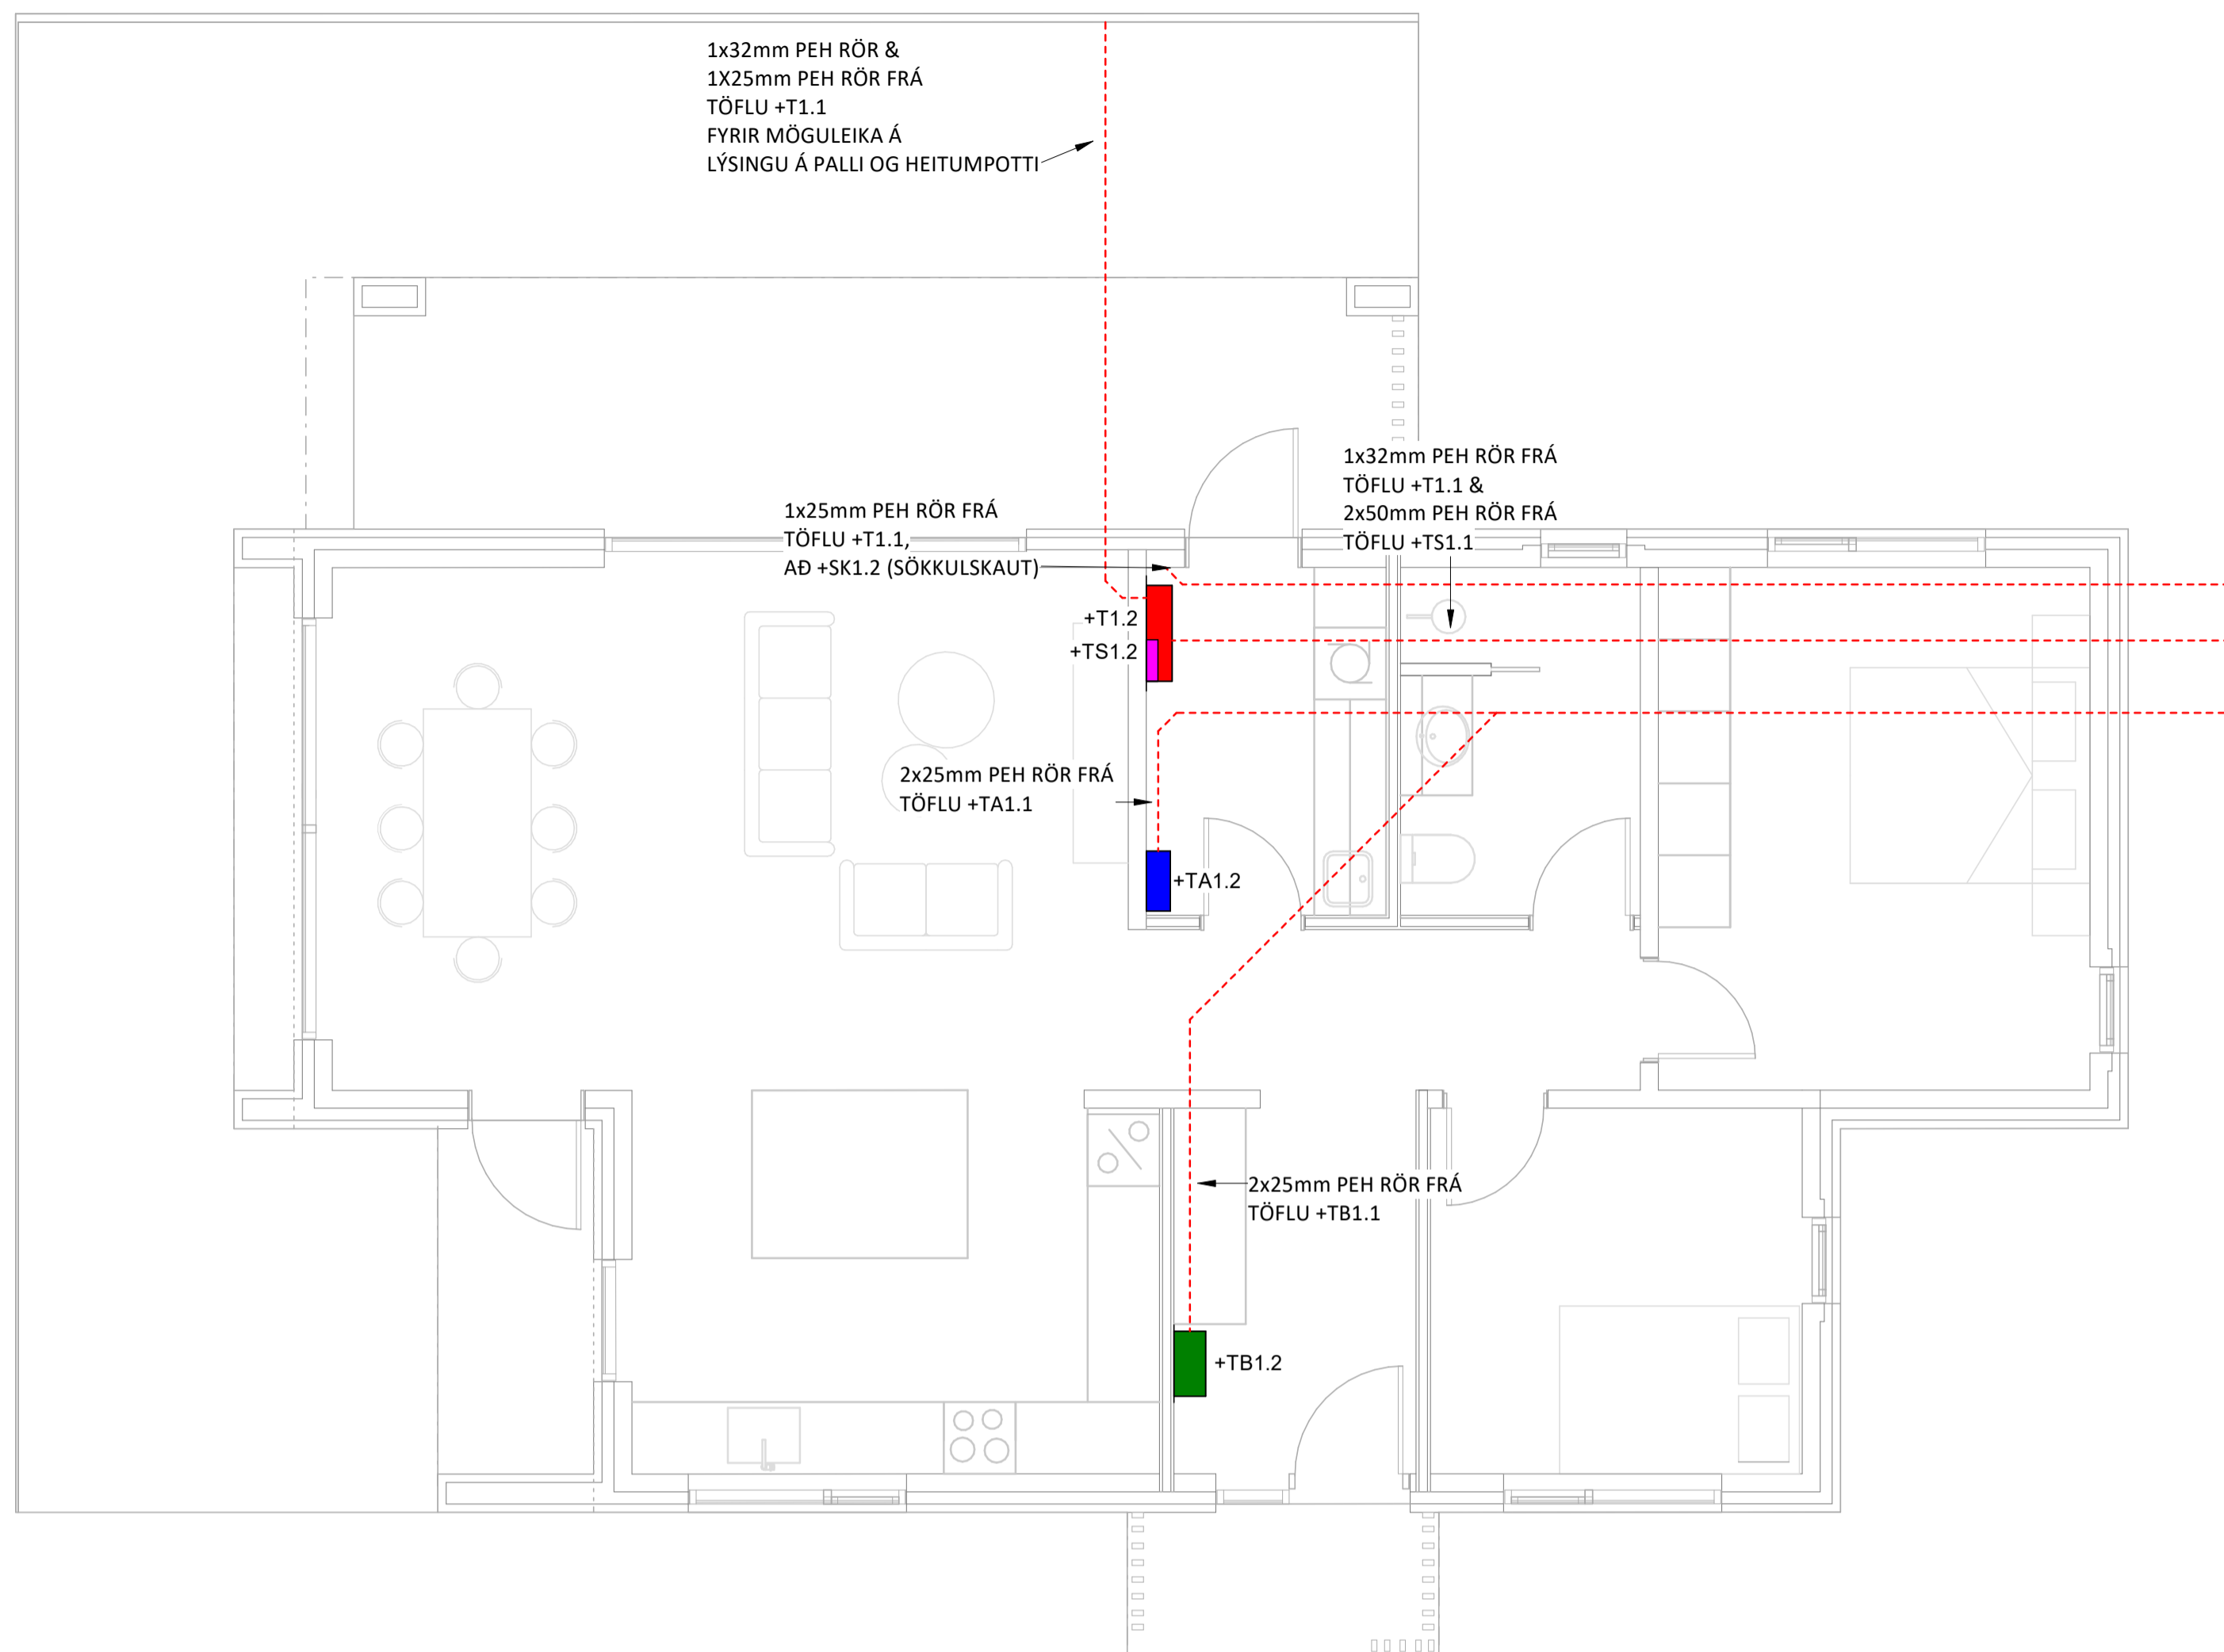 1x32mm PEH RÖR &
1X25mm PEH RÖR FRÁ
TÖFLU +T1.1
FYRIR MÖGULEIKA Á
LÝSINGU Á PALLI OG HEITUMPOTTI
1x32mm PEH RÖR FRÁ
TÖFLU +T1.1 &
2x50mm PEH RÖR FRÁ
TÖFLU +TS1.1
1x25mm PEH RÖR FRÁ
TÖFLU +T1.1,
AÐ +SK1.2 (SÖKKULSKAUT)
+T1.2
+TS1.2
2x25mm PEH RÖR FRÁ
TÖFLU +TA1.1
+TA1.2
2x25mm PEH RÖR FRÁ
TÖFLU +TB1.1
+TB1.2